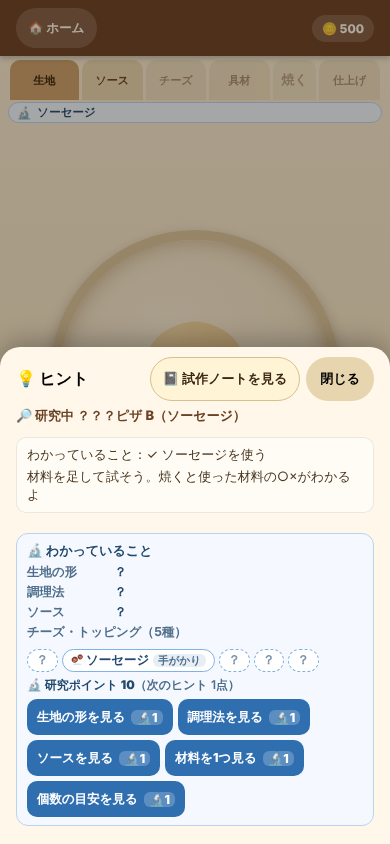 🏠 ホーム
🪙 500
生地 ソース チーズ 具材 焼く 仕上げ
🔬 ソーセージ
💡 ヒント
📓 試作ノートを見る
閉じる
🔎 研究中 ？？？ピザ B（ソーセージ）
わかっていること：✓ ソーセージを使う
材料を足して試そう。焼くと使った材料の○×がわかる
よ
🔬 わかっていること
生地の形 ？
調理法 ？
ソース ？
チーズ・トッピング（5種）
？ ソーセージ 手がかり ？ ？ ？
🔬 研究ポイント 10（次のヒント 1点）
生地の形を見る 🔬1 調理法を見る 🔬1
ソースを見る 🔬1 材料を1つ見る 🔬1
個数の目安を見る 🔬1